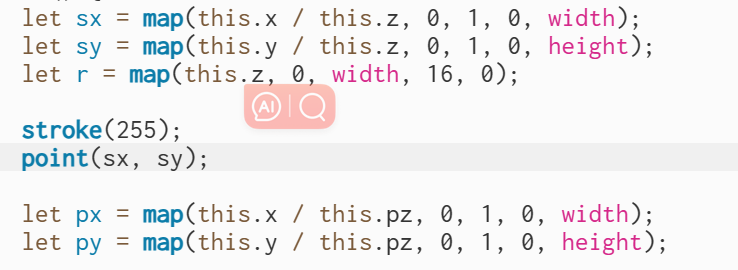 let sx = map(this.x / this.z, 0, 1, 0, width);
let sy = map(this.y / this.z, 0, 1, 0, height);
let r = map(this.z, 0, width, 16, 0);
AI
stroke(255);
point(sx, sy);
let px = map(this.x / this.pz, 0, 1, 0, width);
let py = map(this.y / this.pz, 0, 1, 0, height);